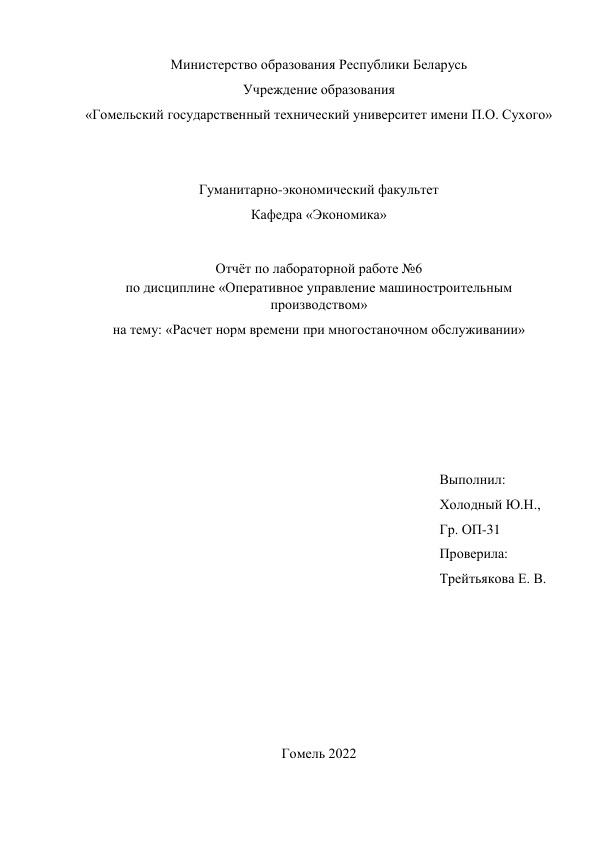 Министерство образования Республики Беларусь
Учреждение образования
«Гомельский государственный технический университет имени П.О. Сухого»
Гуманитарно-экономический факультет
Кафедра «Экономика»
Отчёт по лабораторной работе №6
по дисциплине «Оперативное управление машиностроительным
производством»
на тему: «Расчет норм времени при многостаночном обслуживании»
Выполнил:
Холодный Ю.Н.,
Гр. ОП-31
Проверила:
Трейтьякова Е. В.
Гомель 2022